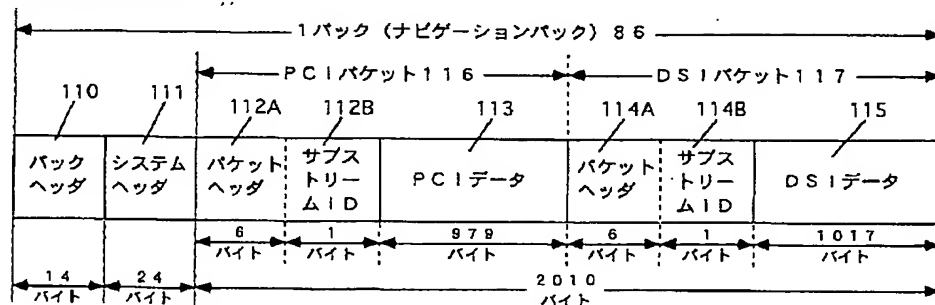 1パック(ナビゲーションパック)86
PCIパケット116
DSIパケット117
110
111
112A
112B
113
114A
114B
115
パック
ヘッダ
システム
ヘッダ
パケット
ヘッダ
サブス
トリー
ムID
PCIデータ
パケット
ヘッダ
サブス
トリー
ムID
DSIデータ
6
バイト
1
バイト
979
バイト
6
バイト
1
バイト
1017
バイト
14
バイト
24
バイト
2010
バイト